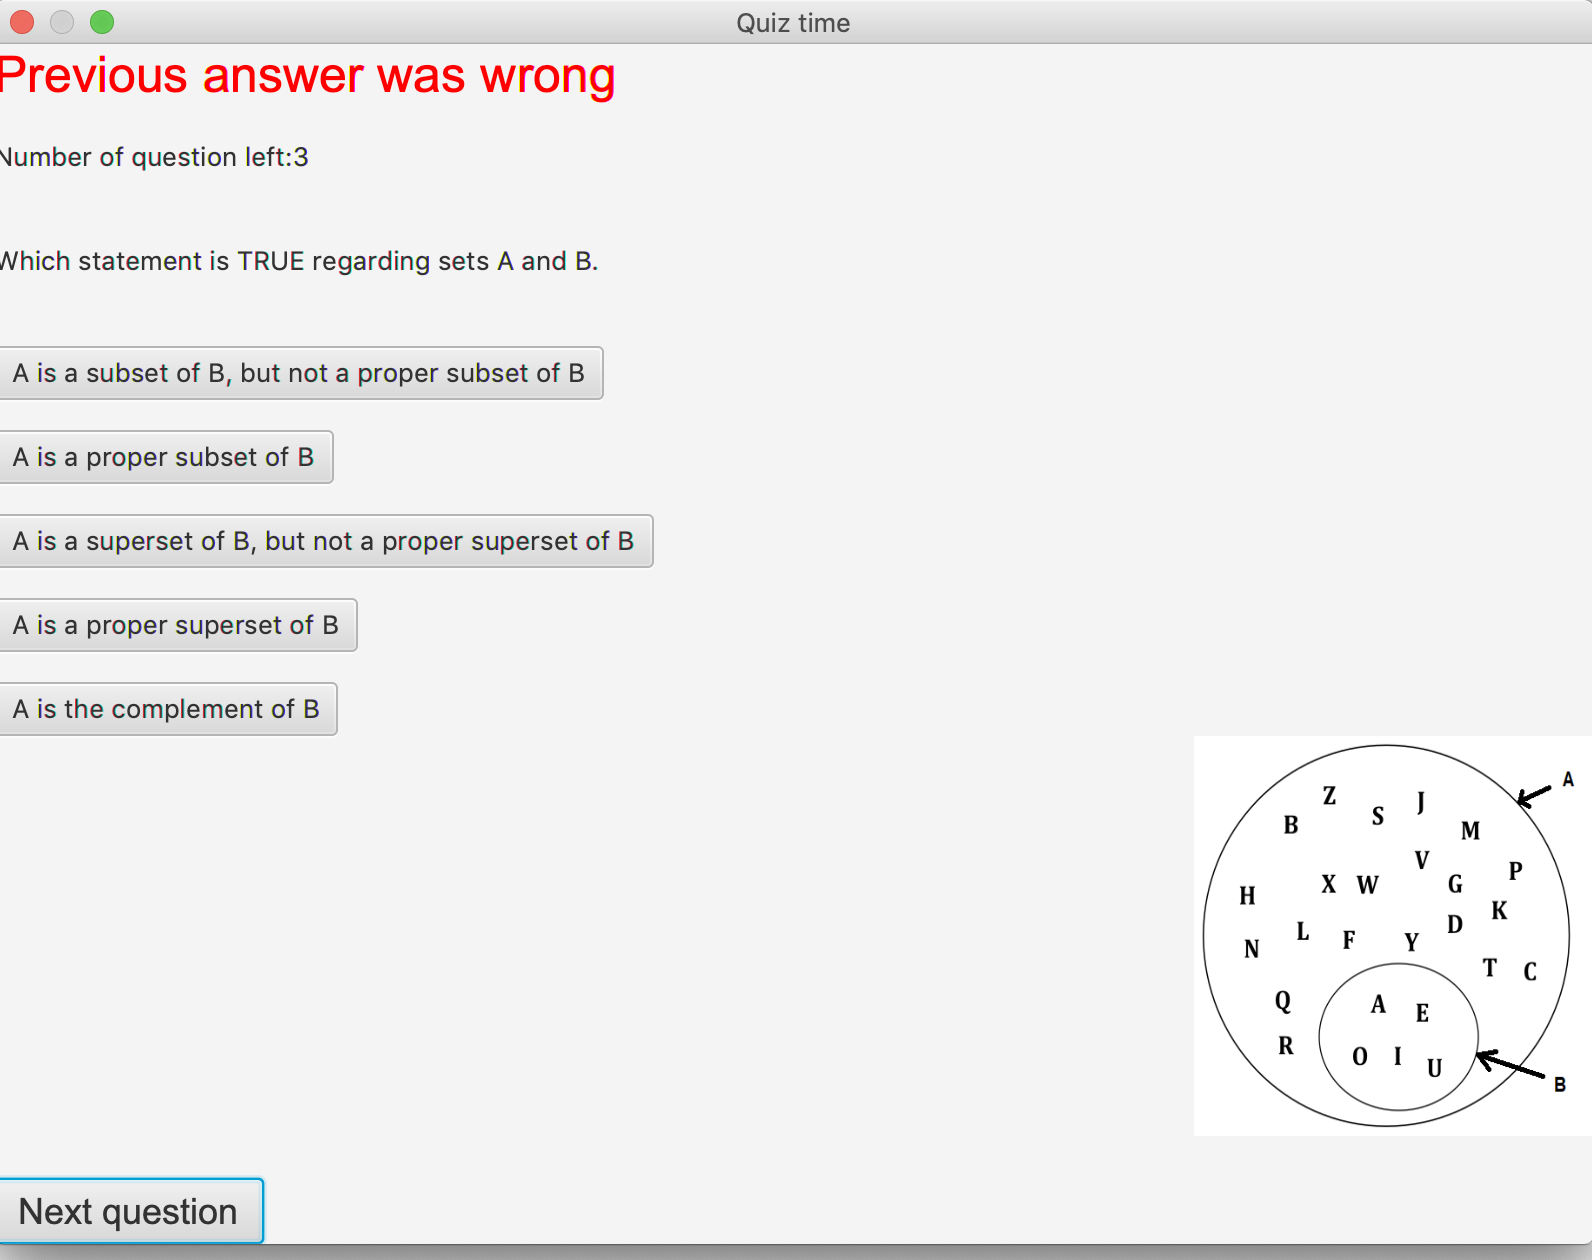 Quiz time
Previous answer was wrong
Number of question left:3
Which statement is TRUE regarding sets A and B.
A is a subset of B, but not a proper subset of B
A is a proper subset of B
A is a superset of B, but not a proper superset of B
A is a proper superset of B
A is the complement of B
A
Z
J
S
B
M
V
P
X W
G
H
K
L
D
F
Y
N
T C
Q
A
E
R
O I
U
B
Next question